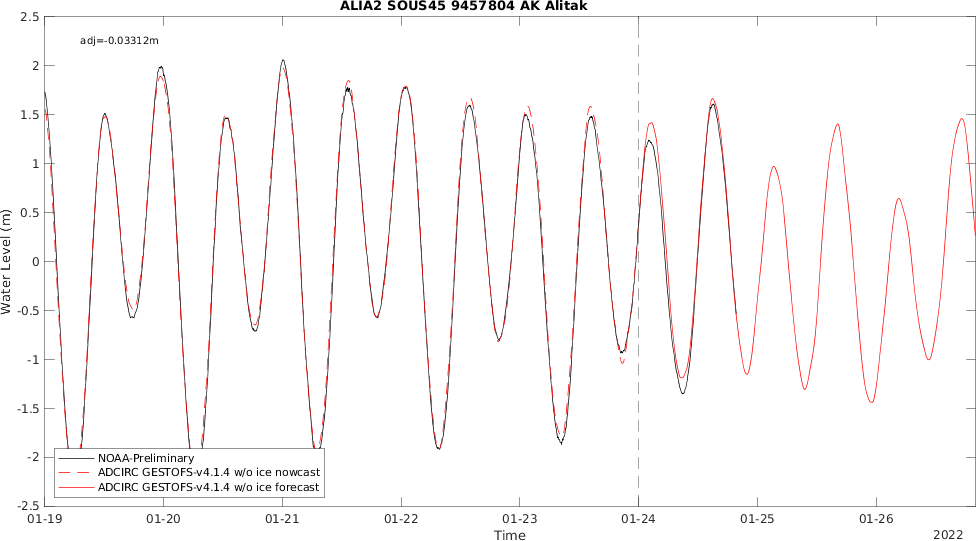 ALIA2 SOUS45 9457804 AK Alitak
adj=-0.03312m
Water Level (m)
2.5
2
1.5
1
0.5
0
-0.5
-1
-1.5
-2
-2.5
NOAA-Preliminary
ADCIRC GESTOFS-v4.1.4 w/o ice nowcast
ADCIRC GESTOFS-v4.1.4 w/o ice forecast
01-19 01-20 01-21 01-22 01-23 01-24 01-25 01-26
Time
2022